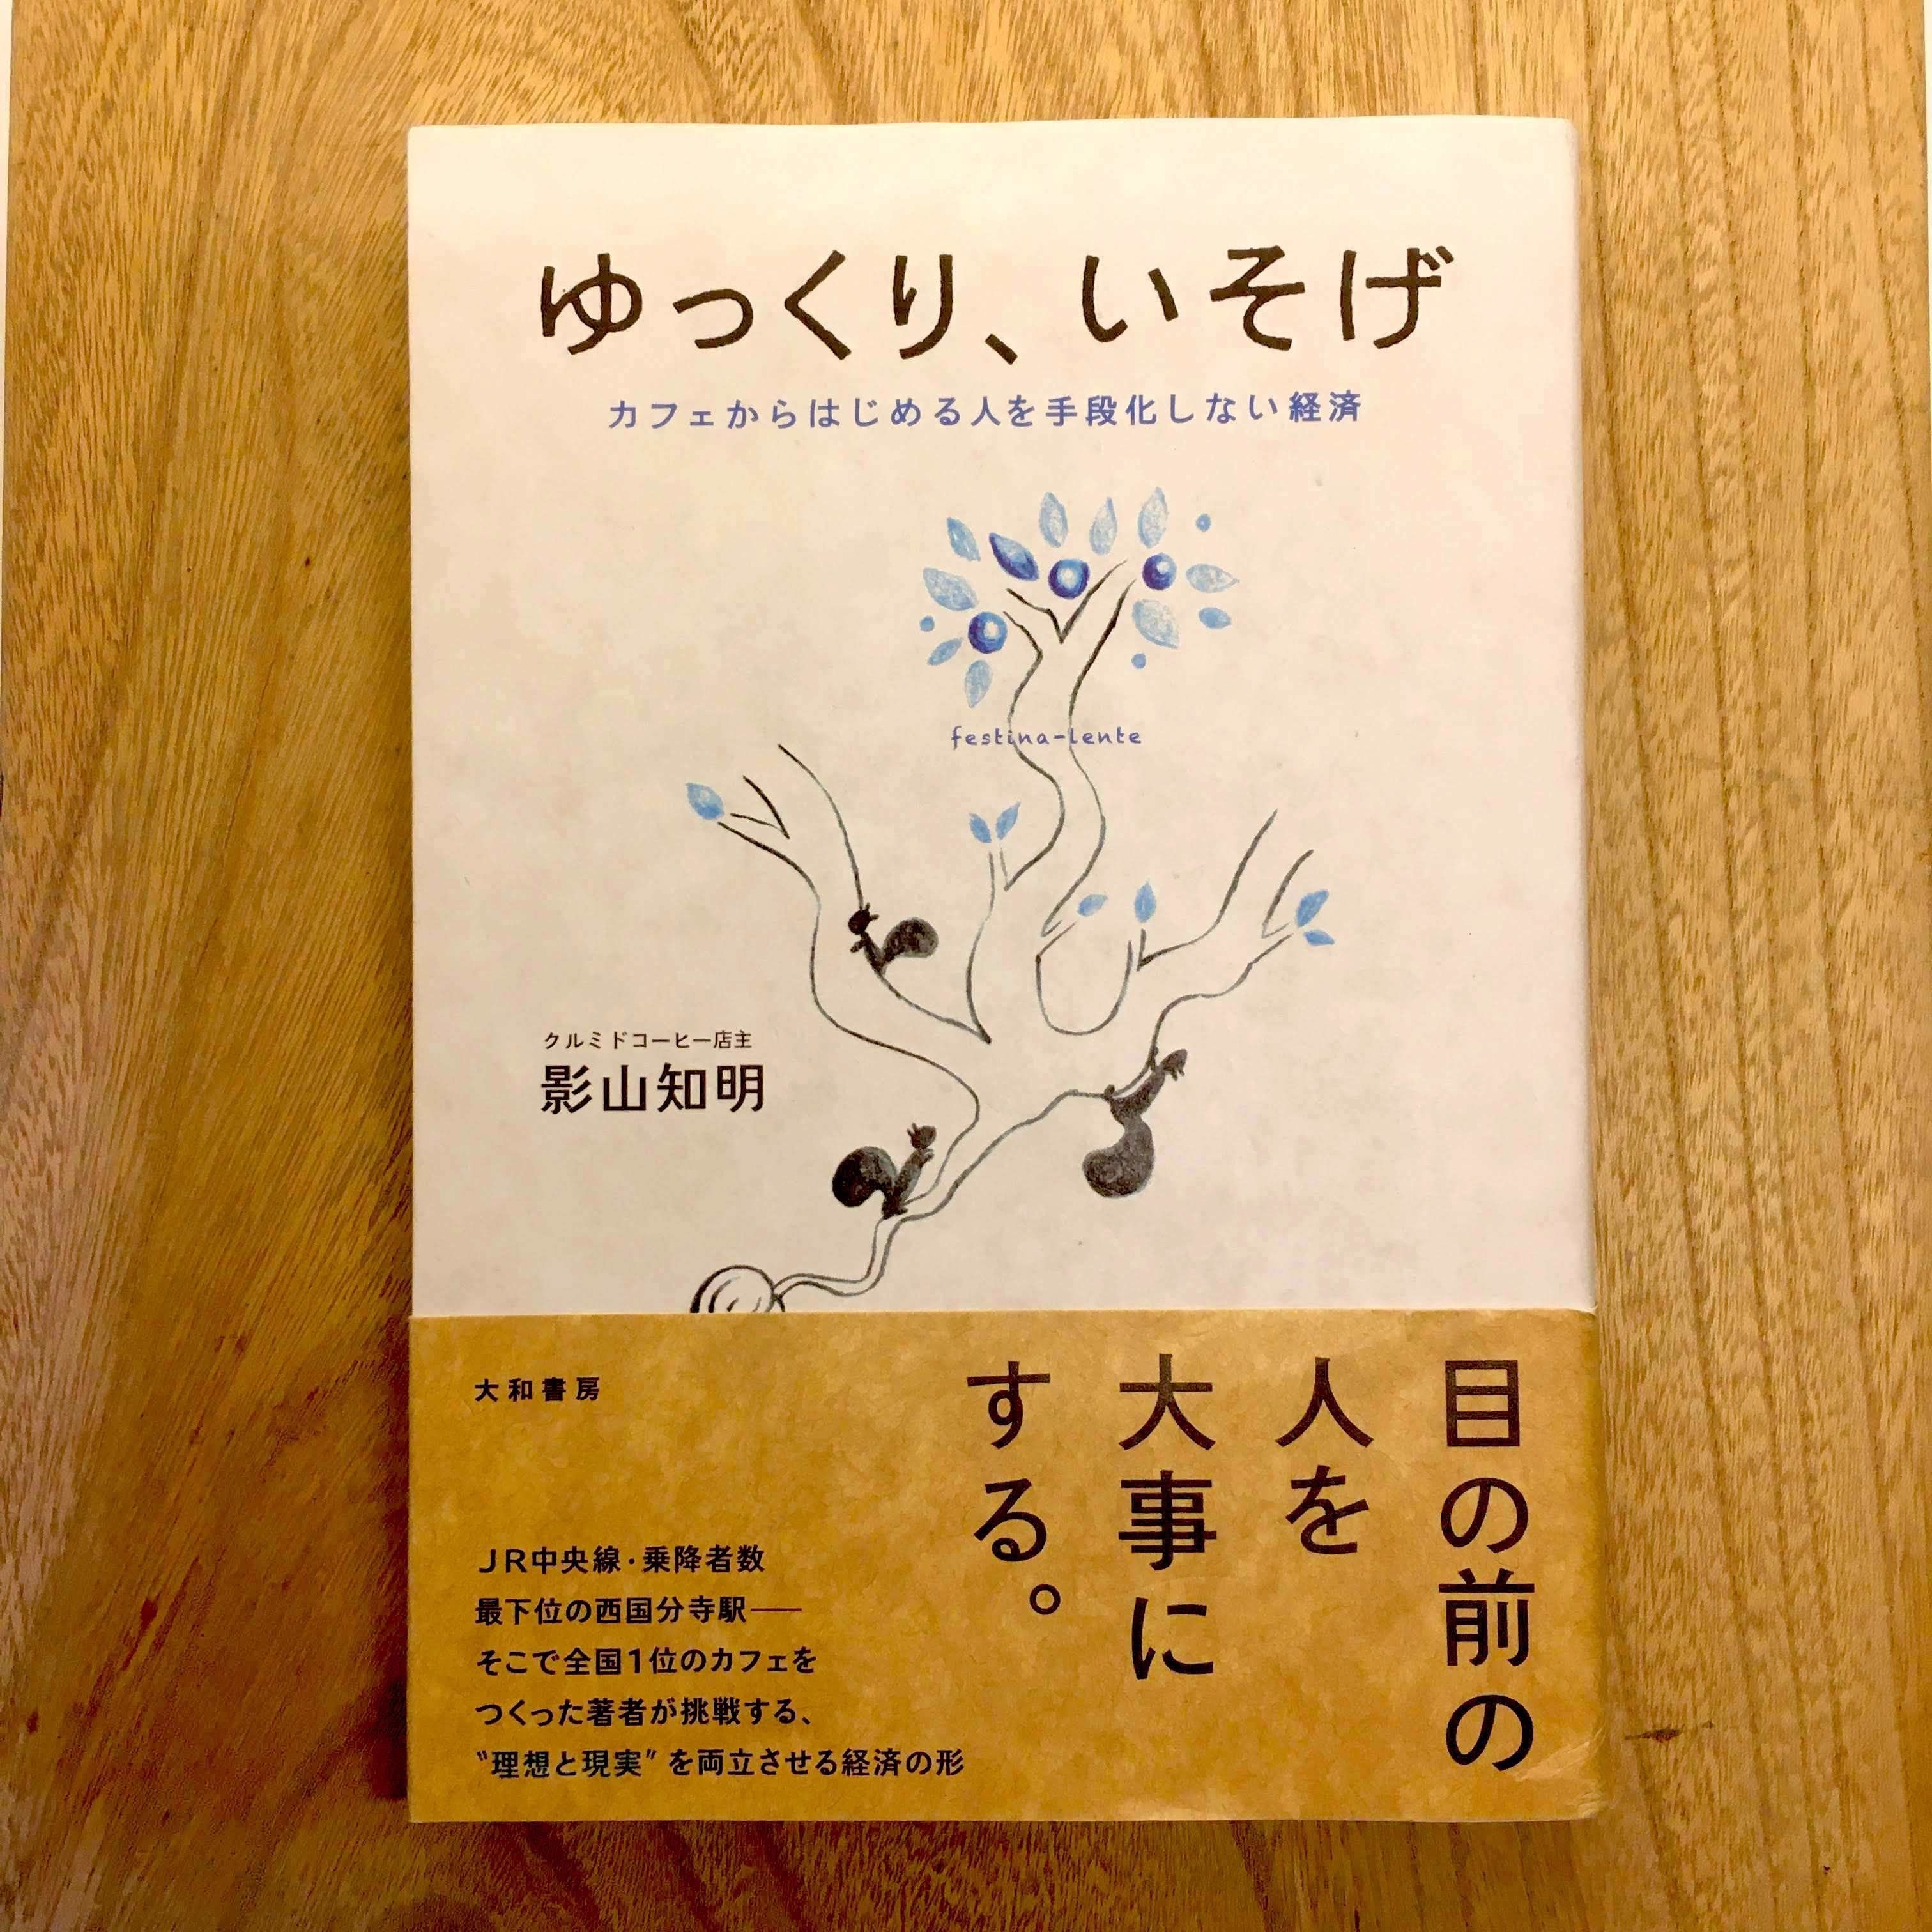 ゆっくり、いそげ
カフェからはじめる人を手段化しない経済
festina-lente
クルミドコーヒー店主
影山知明
目の前の
人を
大事に
する。
大和書房
JR中央線・乗降者数
最下位の西国分寺駅――
そこで全国1位のカフェを
つくった著者が挑戦する、
〝理想と現実〟を両立させる経済の形